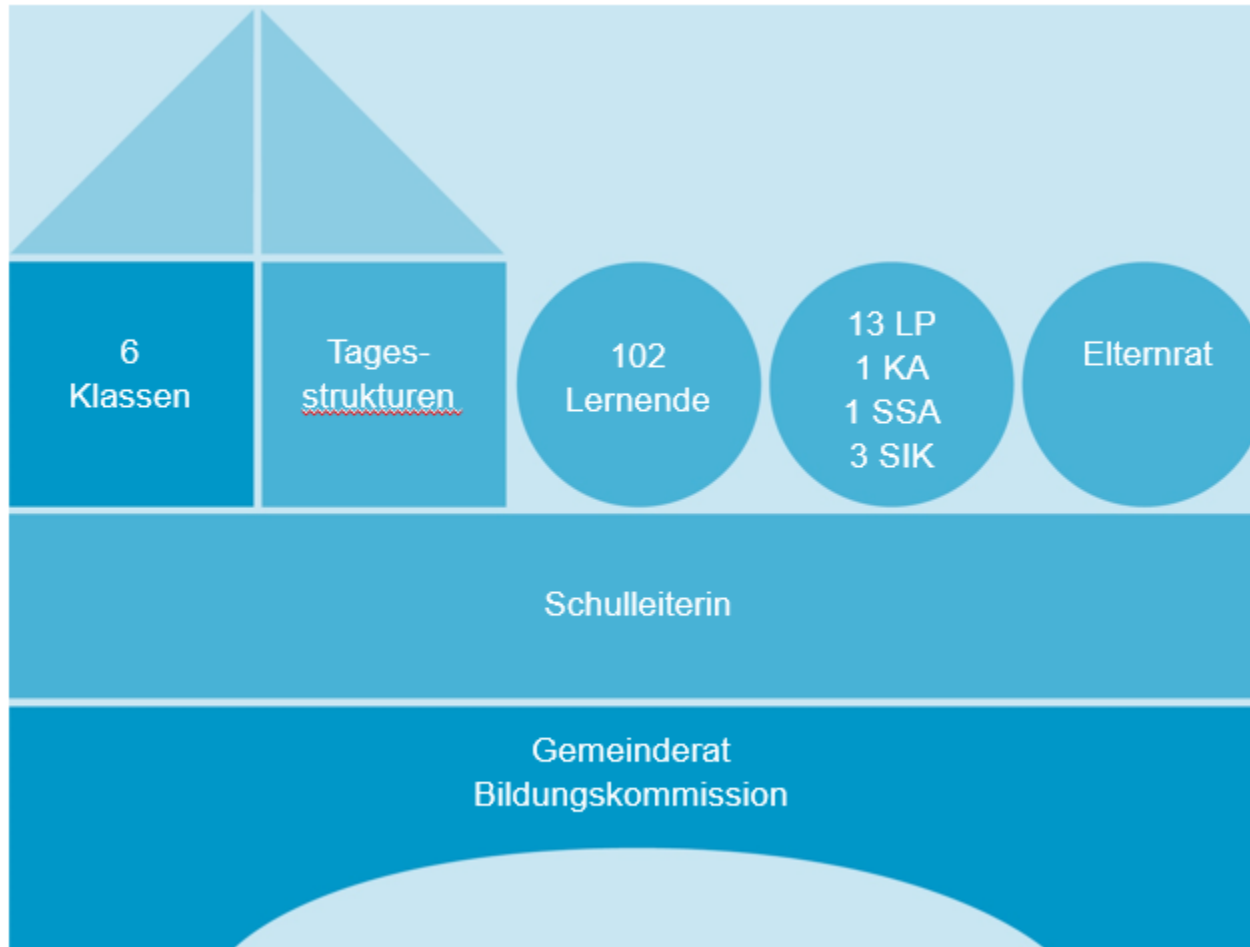 6
Klassen
Tages-
strukturen
102
Lernende
13 LP
1 KA
1 SSA
3 SIK
Elternrat
Schulleiterin
Gemeinderat
Bildungskommission